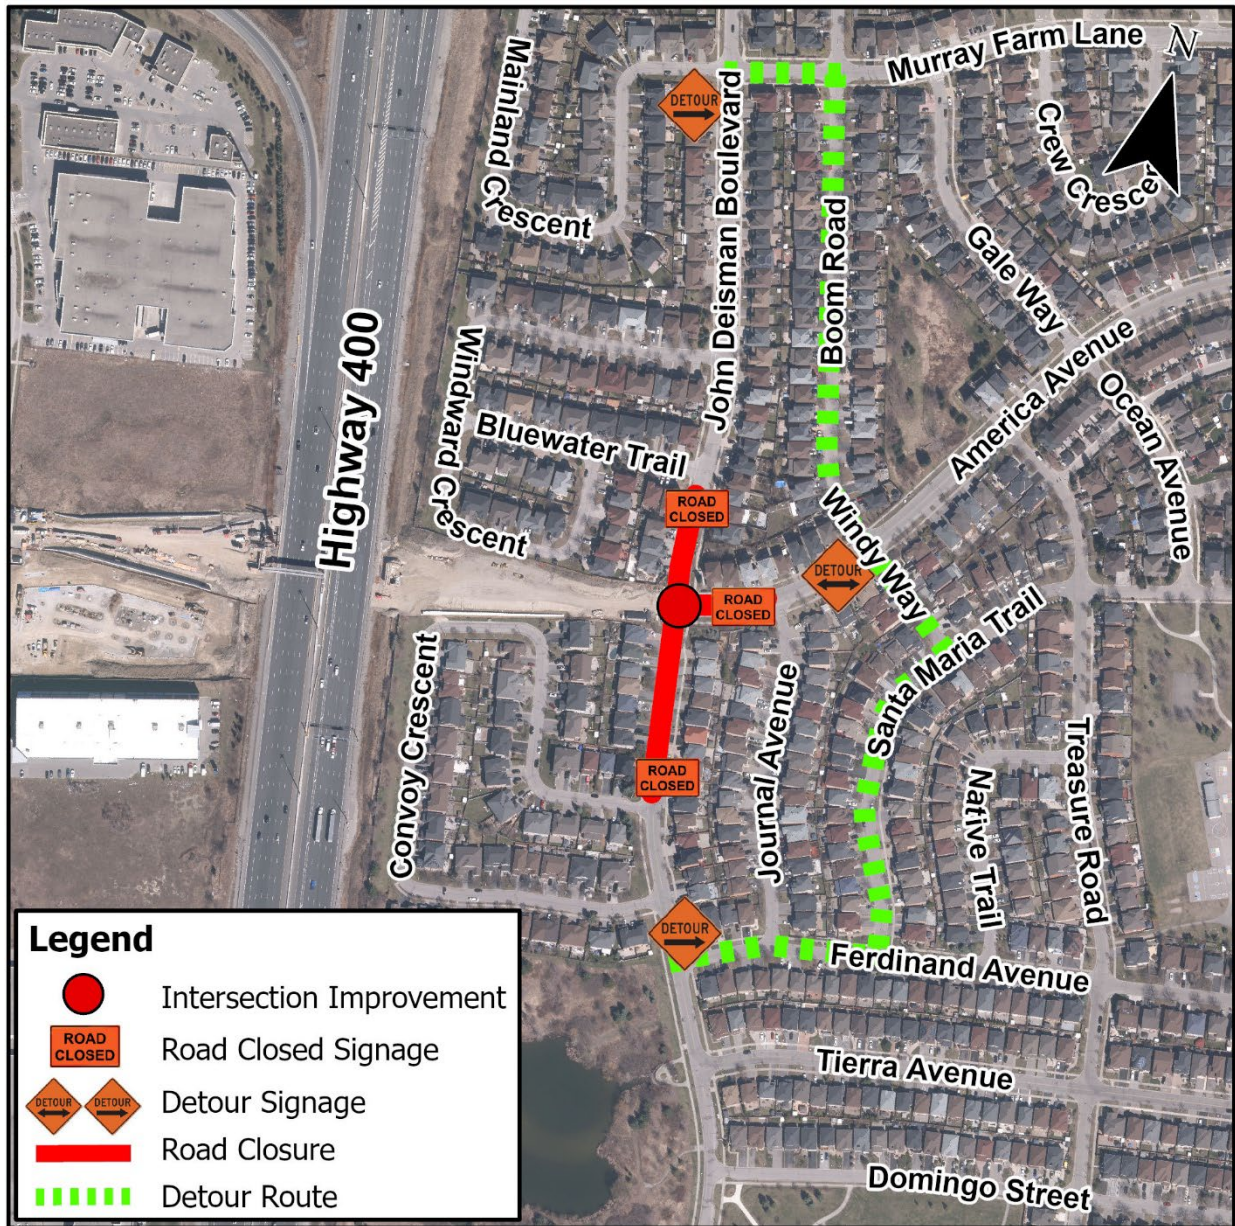 Murray Farm Lane
N
Mainland Crescent
DETOUR
John Deisman Boulevard
Boom Road
Crew Crescent
Gale Way
America Avenue
Ocean Avenue
Highway 400
Windward Crescent
Bluewater Trail
ROAD
CLOSED
Windy Way
DETOUR
ROAD
CLOSED
Santa Maria Trail
Convoy Crescent
ROAD
CLOSED
Journal Avenue
Native Trail
Treasure Road
DETOUR
Ferdinand Avenue
Tierra Avenue
Domingo Street
Legend
Intersection Improvement
ROAD
CLOSED
Road Closed Signage
DETOUR
DETOUR
Detour Signage
Road Closure
Detour Route